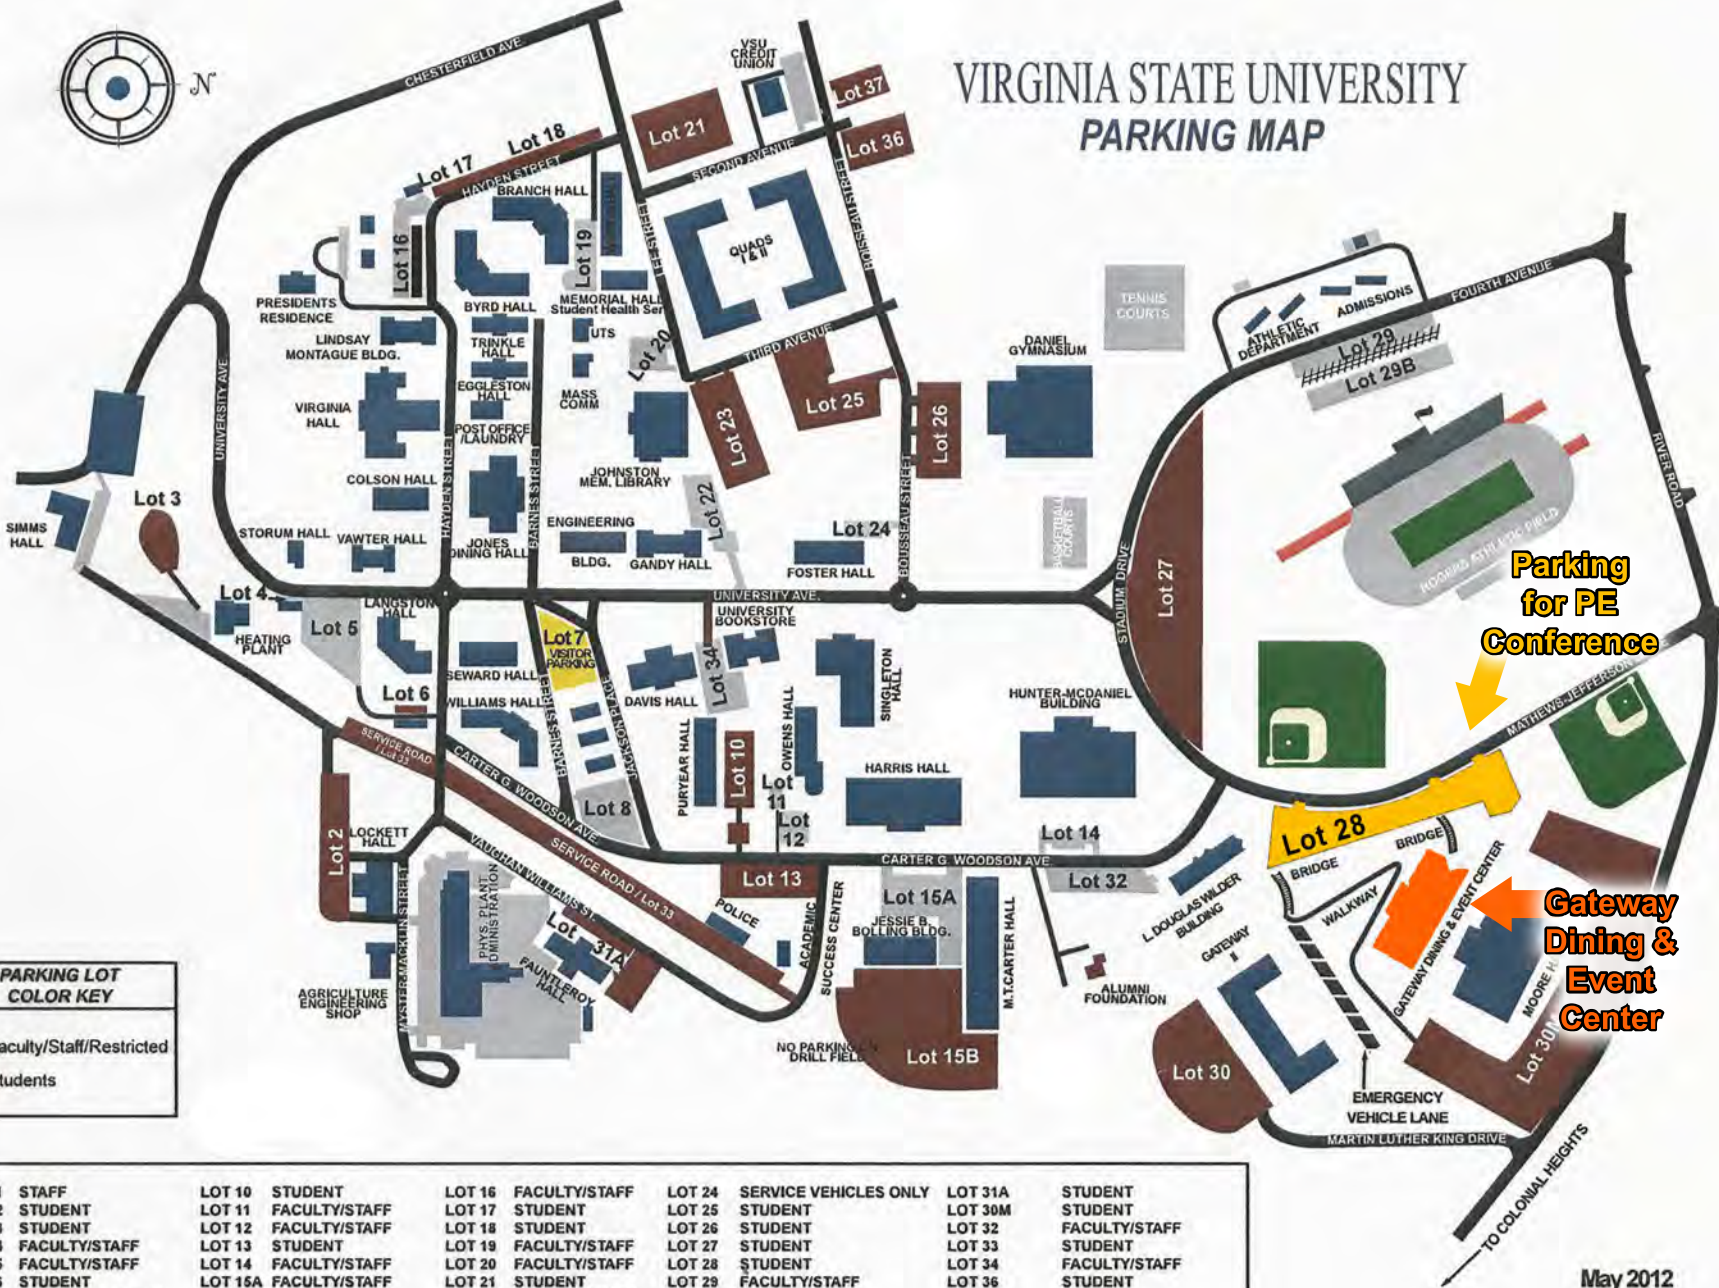 VIRGINIA STATE UNIVERSITY
PARKING MAP
N
CHESTERFIELD AVE.
VSU
CREDIT
UNION
Lot 37
Lot 36
Lot 21
SECOND AVENUE
Lot 18
Lot 17
HAYDEN STREET
BRANCH HALL
Lot 16
Lot 19
LEE STREET
BOISSEAU STREET
QUADS
I & II
PRESIDENTS
RESIDENCE
BYRD HALL
MEMORIAL HALL
Student Health Ser
LINDSAY
MONTAGUE BLDG.
TRINKLE
HALL
UTS
Lot 20
THIRD AVENUE
TENNIS
COURTS
ATHLETIC
DEPARTMENT
ADMISSIONS
FOURTH AVENUE
Lot 29
Lot 29B
DANIEL
GYMNASIUM
EGGLESTON
HALL
MASS
COMM
VIRGINIA
HALL
POST OFFICE
/LAUNDRY
UNIVERSITY AVE
Lot 23
Lot 25
Lot 26
RIVER ROAD
COLSON HALL
HAYDEN STREET
BARNES STREET
JOHNSTON
MEM. LIBRARY
Lot 22
BOUSSEAU STREET
SIMMS
HALL
Lot 3
STORUM HALL
VAWTER HALL
JONES
DINING HALL
ENGINEERING
BLDG.
GANDY HALL
Lot 24
FOSTER HALL
BASKETBALL
COURTS
ROGERS ATHLETIC FIELD
Parking
for PE
Conference
Lot 4
HEATING
PLANT
Lot 5
LANGSTON
HALL
UNIVERSITY AVE.
UNIVERSITY
BOOKSTORE
STADIUM DRIVE
Lot 27
Lot 7
VISITOR
PARKING
SEWARD HALL
WILLIAMS HALL
BARNES STREET
JACKSON PLACE
DAVIS HALL
Lot 34
SINGLETON
HALL
HUNTER-MCDANIEL
BUILDING
MATHEWS-JEFFERSON
Lot 6
SERVICE ROAD
/ Lot 33
CARTER G. WOODSON AVE.
PURYEAR HALL
Lot 10
OWENS HALL
Lot
11
Lot
12
HARRIS HALL
Lot 8
Lot 14
Lot 28
BRIDGE
BRIDGE
Lot 2
LOCKETT
HALL
VAUGHAN WILLIAMS ST.
SERVICE ROAD / Lot 33
CARTER G. WOODSON AVE.
Lot 13
Lot 15A
Lot 32
JESSIE B.
BOLLING BLDG.
L. DOUGLAS WILDER
BUILDING
WALKWAY
GATEWAY DINING & EVENT CENTER
Gateway
Dining &
Event
Center
PHYS. PLANT
POLICE
ACADEMIC
SUCCESS CENTER
M.T.CARTER HALL
GATEWAY
II
Lot 31A
FAUNTLEROY
HALL
AGRICULTURE
ENGINEERING
SHOP
ALUMNI
FOUNDATION
NO PARKING
DRILL FIELD
Lot 15B
Lot 30
Lot 30M
EMERGENCY
VEHICLE LANE
MARTIN LUTHER KING DRIVE
TO COLONIAL HEIGHTS
PARKING LOT
COLOR KEY
aculty/Staff/Restricted
tudents
STAFF LOT 10 STUDENT LOT 16 FACULTY/STAFF LOT 24 SERVICE VEHICLES ONLY LOT 31A STUDENT
STUDENT LOT 11 FACULTY/STAFF LOT 17 STUDENT LOT 25 STUDENT LOT 30M STUDENT
STUDENT LOT 12 FACULTY/STAFF LOT 18 STUDENT LOT 26 STUDENT LOT 32 FACULTY/STAFF
FACULTY/STAFF LOT 13 STUDENT LOT 19 FACULTY/STAFF LOT 27 STUDENT LOT 33 STUDENT
FACULTY/STAFF LOT 14 FACULTY/STAFF LOT 20 FACULTY/STAFF LOT 28 STUDENT LOT 34 FACULTY/STAFF
STUDENT LOT 15A FACULTY/STAFF LOT 21 STUDENT LOT 29 FACULTY/STAFF LOT 36 STUDENT
May 2012